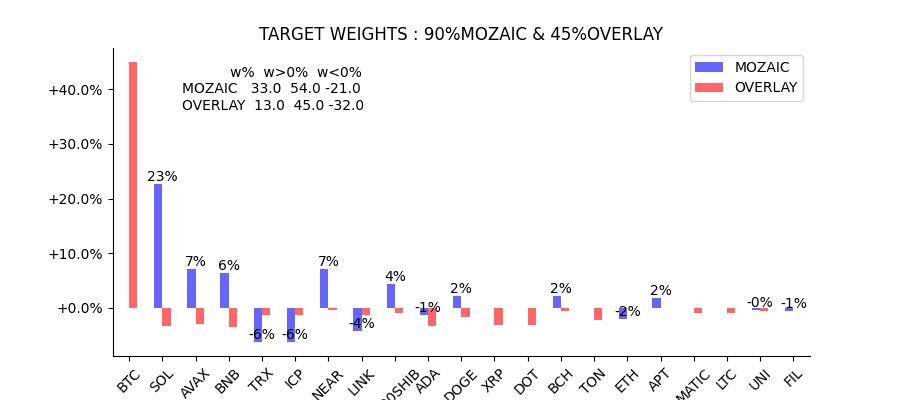 TARGET WEIGHTS : 90%MOZAIC & 45%OVERLAY
w% w>0% w<0%
MOZAIC 33.0 54.0 -21.0
OVERLAY 13.0 45.0 -32.0
MOZAIC
OVERLAY
+40.0%
+30.0%
+20.0%
+10.0%
+0.0%
23%
7%
6%
-6%
-6%
7%
-4%
4%
-1%
2%
2%
-2%
2%
-0%
-1%
BTC
SOL
AVAX
BNB
TRX
ICP
NEAR
LINK
00SHIB
ADA
DOGE
XRP
DOT
BCH
TON
ETH
APT
MATIC
LTC
UNI
FIL